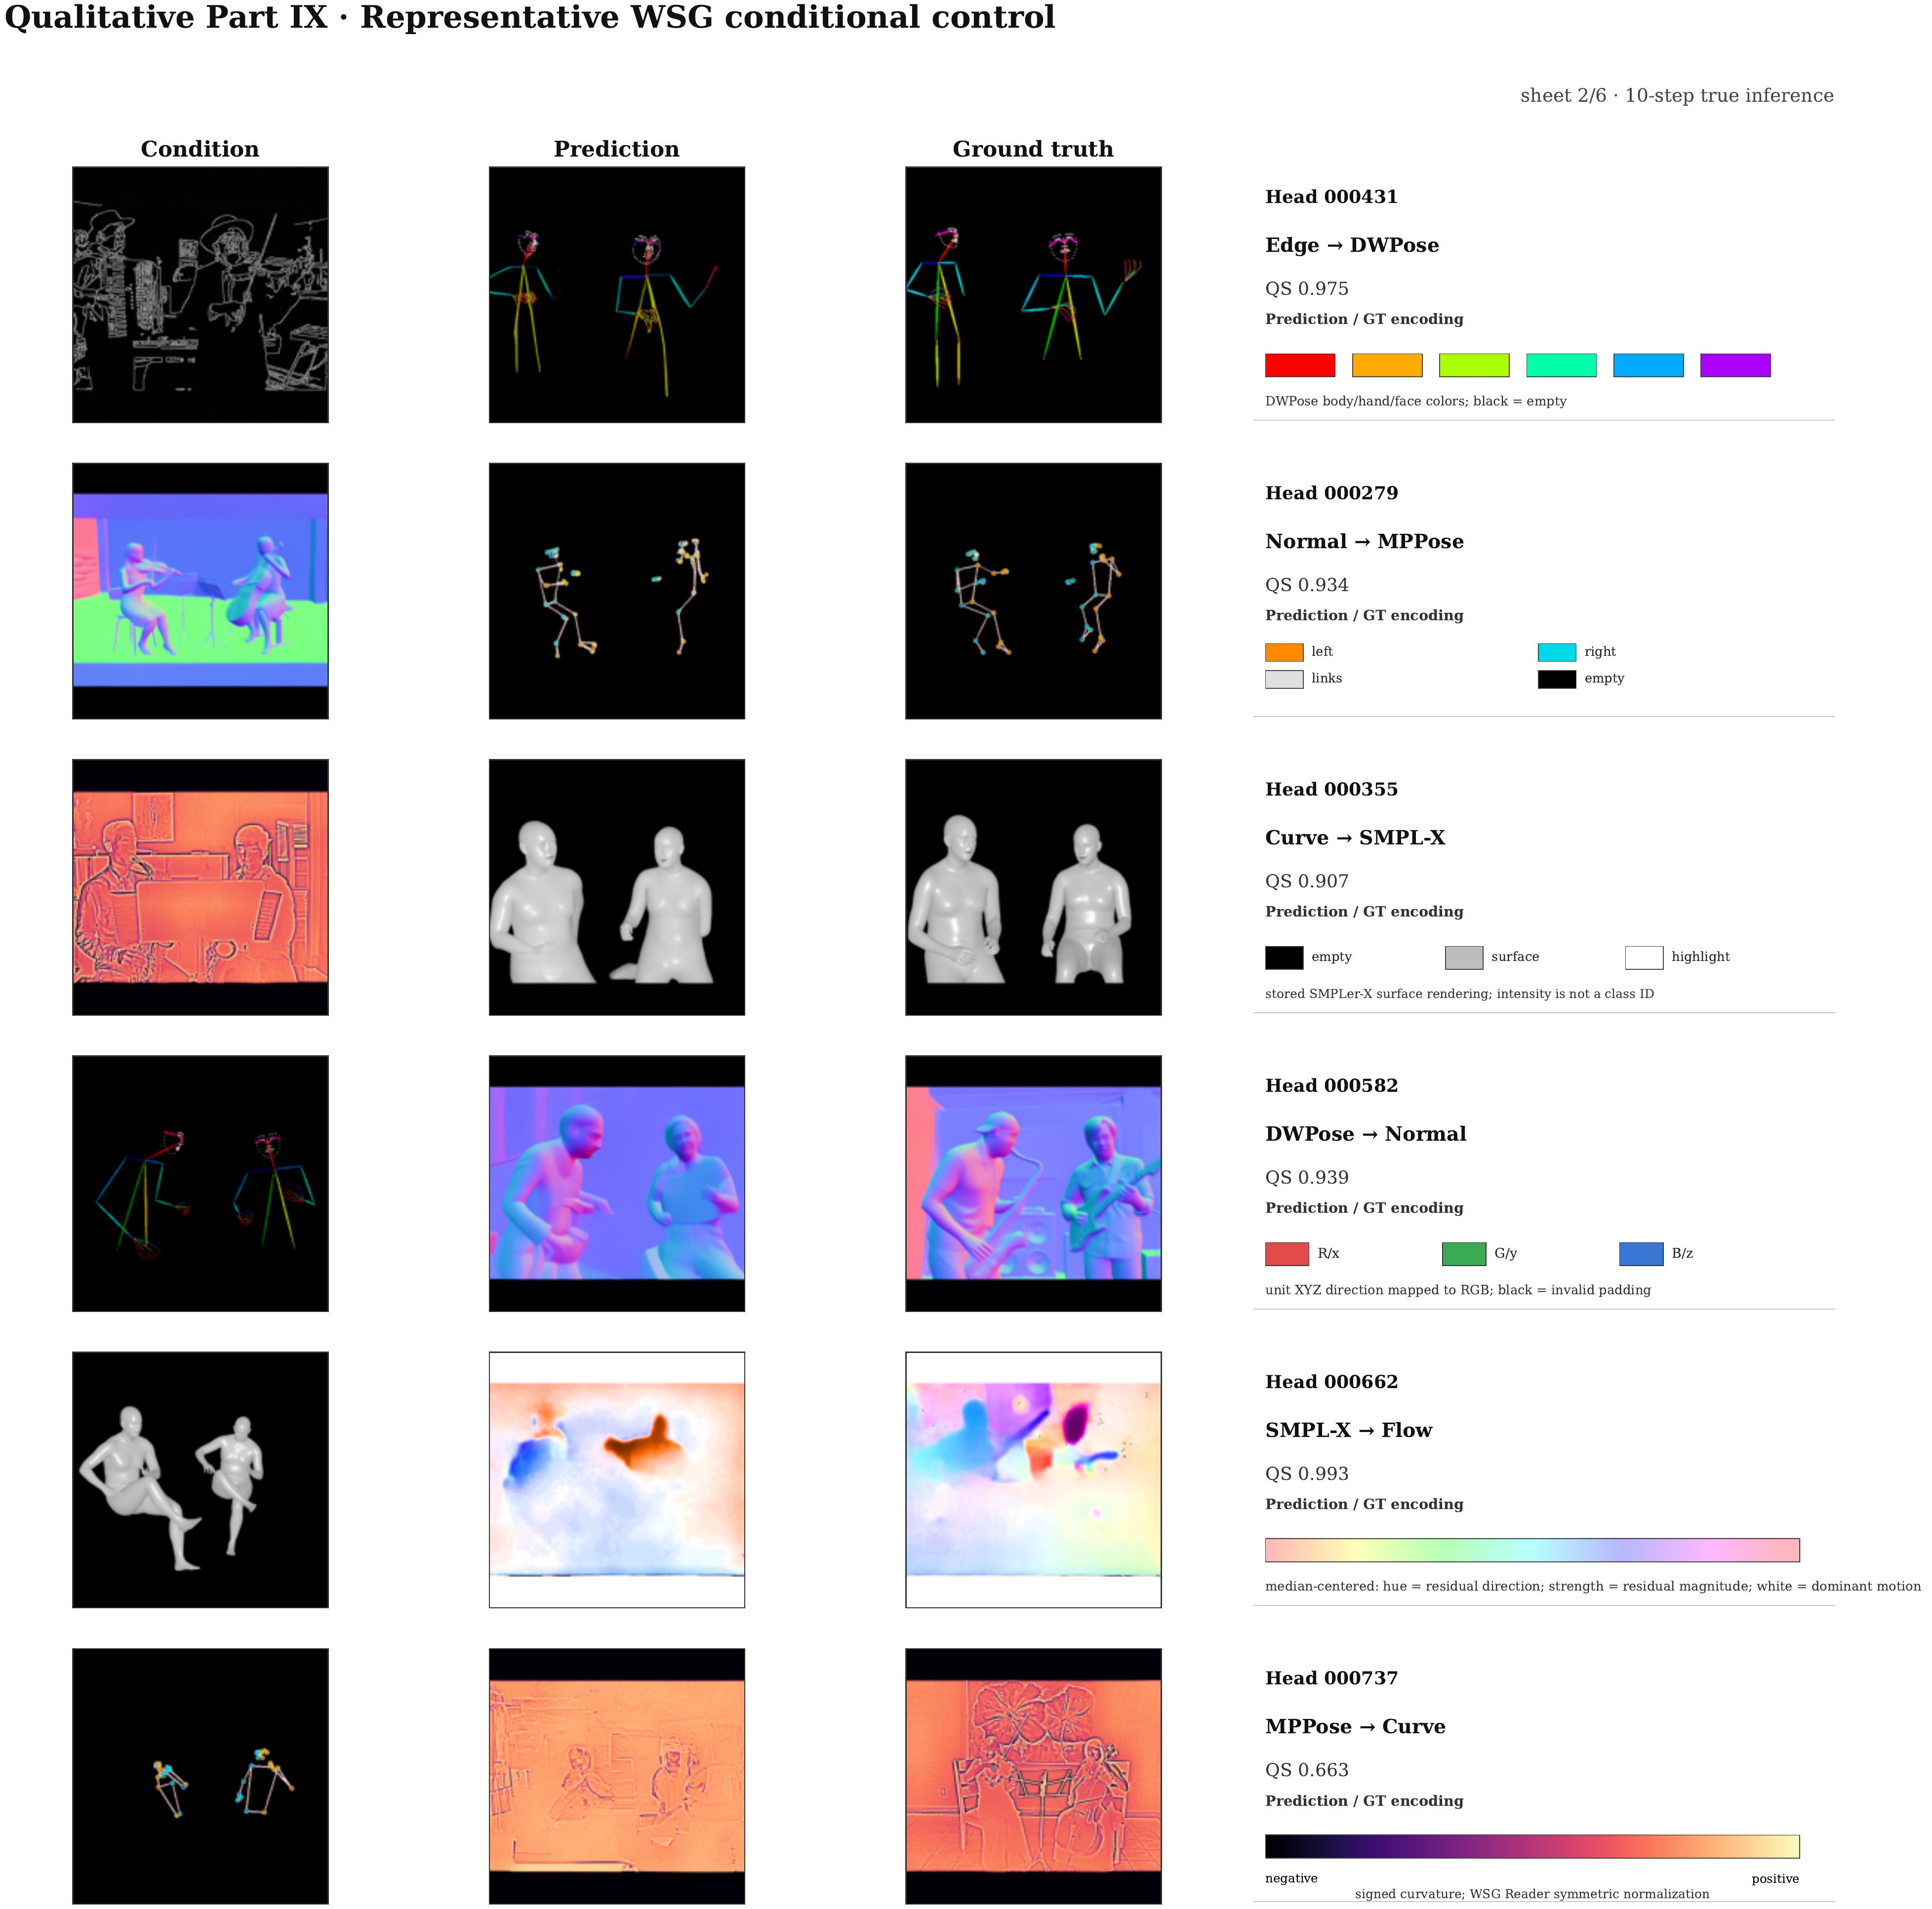 Qualitative Part IX · Representative WSG conditional control
sheet 2/6 · 10-step true inference
Condition
Prediction
Ground truth
Head 000431
Edge → DWPose
QS 0.975
Prediction / GT encoding
DWPose body/hand/face colors; black = empty
Head 000279
Normal → MPPose
QS 0.934
Prediction / GT encoding
left
right
links
empty
Head 000355
Curve → SMPL-X
QS 0.907
Prediction / GT encoding
empty
surface
highlight
stored SMPLer-X surface rendering; intensity is not a class ID
Head 000582
DWPose → Normal
QS 0.939
Prediction / GT encoding
R/x
G/y
B/z
unit XYZ direction mapped to RGB; black = invalid padding
Head 000662
SMPL-X → Flow
QS 0.993
Prediction / GT encoding
median-centered: hue = residual direction; strength = residual magnitude; white = dominant motion
Head 000737
MPPose → Curve
QS 0.663
Prediction / GT encoding
negative
positive
signed curvature; WSG Reader symmetric normalization